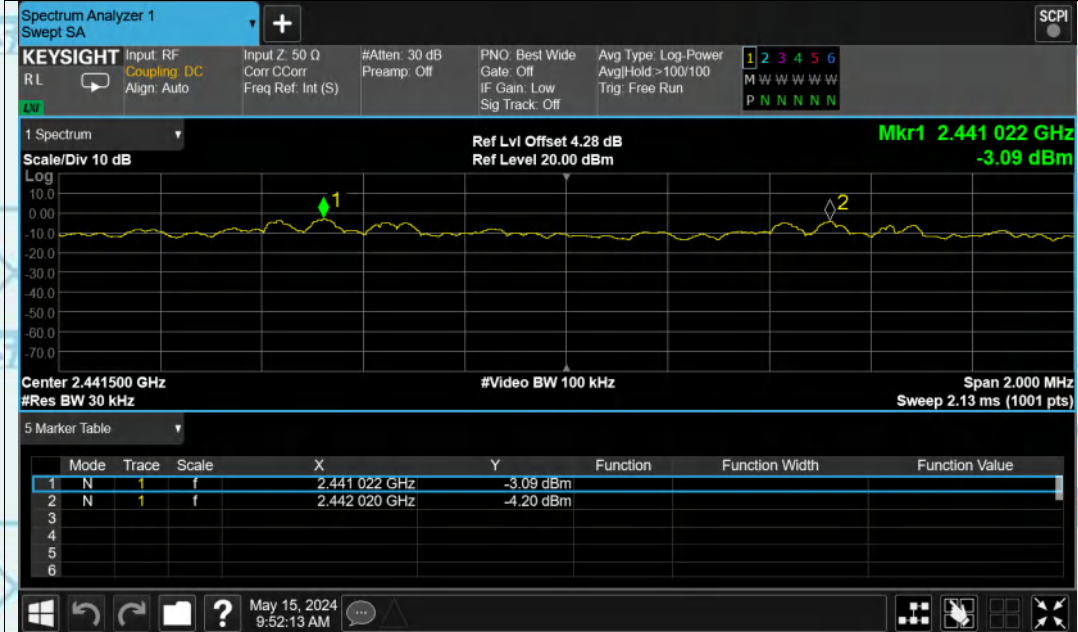 Spectrum Analyzer 1
Swept SA
+
SCPI
KEYSIGHT Input: RF Input Z: 50 Ω #Atten: 30 dB PNO: Best Wide Avg Type: Log-Power 1 2 3 4 5 6
R L Coupling: DC Corr CCorr Preamp: Off Gate: Off Avg|Hold:>100/100 M W W W W W
Align: Auto Freq Ref: Int (S) IF Gain: Low Trig: Free Run P N N N N N
LXI Sig Track: Off
1 Spectrum
Ref Lvl Offset 4.28 dB Mkr1 2.441 022 GHz
Scale/Div 10 dB Ref Level 20.00 dBm -3.09 dBm
Log
10.0
0.00
-10.0
-20.0
-30.0
-40.0
-50.0
-60.0
-70.0
1
2
Center 2.441500 GHz #Video BW 100 kHz Span 2.000 MHz
#Res BW 30 kHz Sweep 2.13 ms (1001 pts)
5 Marker Table
Mode Trace Scale X Y Function Function Width Function Value
1 N 1 f 2.441 022 GHz -3.09 dBm
2 N 1 f 2.442 020 GHz -4.20 dBm
3
4
5
6
?
May 15, 2024
9:52:13 AM